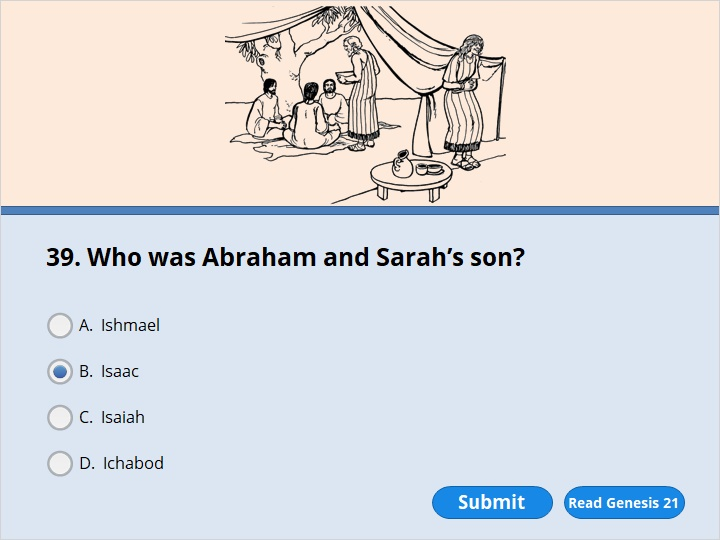 39. Who was Abraham and Sarah’s son?
A. Ishmael
B. Isaac
C. Isaiah
D. Ichabod
Submit
Read Genesis 21